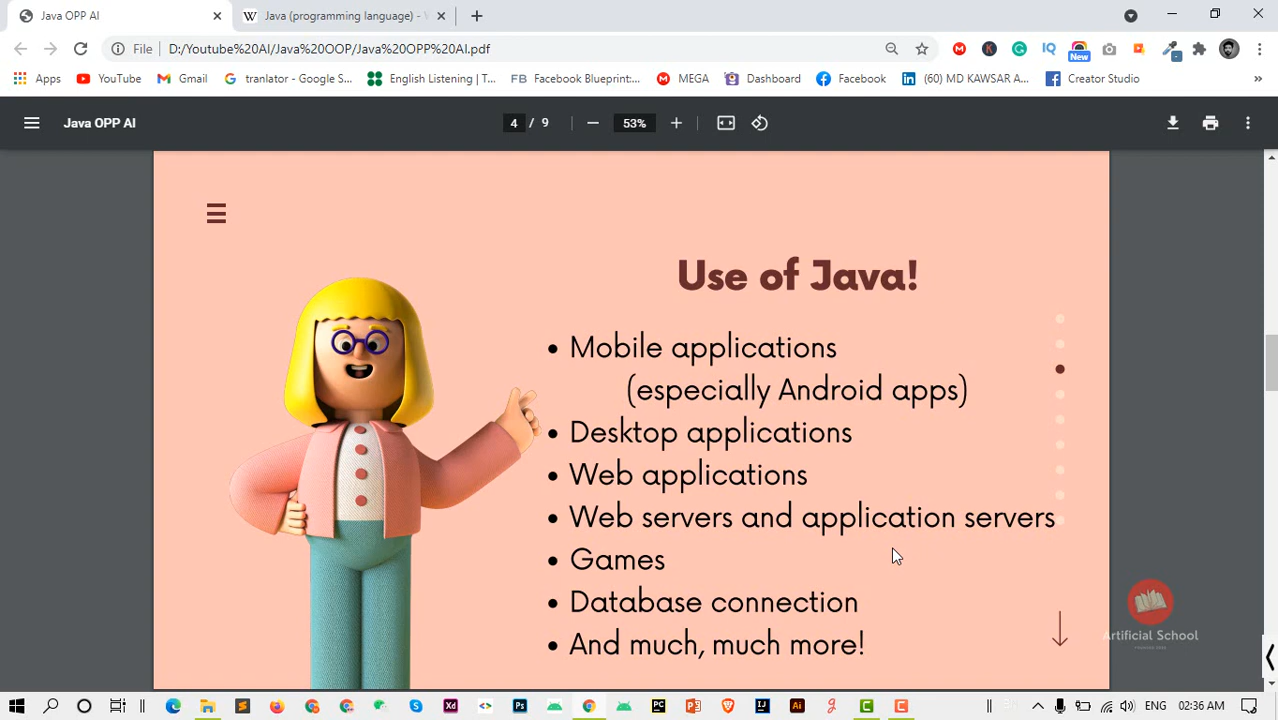 Java OPP AI
Java (programming language) - V
File
D:/Youtube%20AI/Java%20OOP/Java%20OPP%20AI.pdf
New
Apps
YouTube
Gmail
tranlator - Google S...
English Listening | T...
FB
Facebook Blueprint:...
MEGA
Dashboard
Facebook
(60) MD KAWSAR A...
Creator Studio
Java OPP AI
4 / 9
53%
Use of Java!
• Mobile applications
(especially Android apps)
• Desktop applications
• Web applications
• Web servers and application servers
• Games
• Database connection
• And much, much more!
Artificial School
ENG
02:36 AM